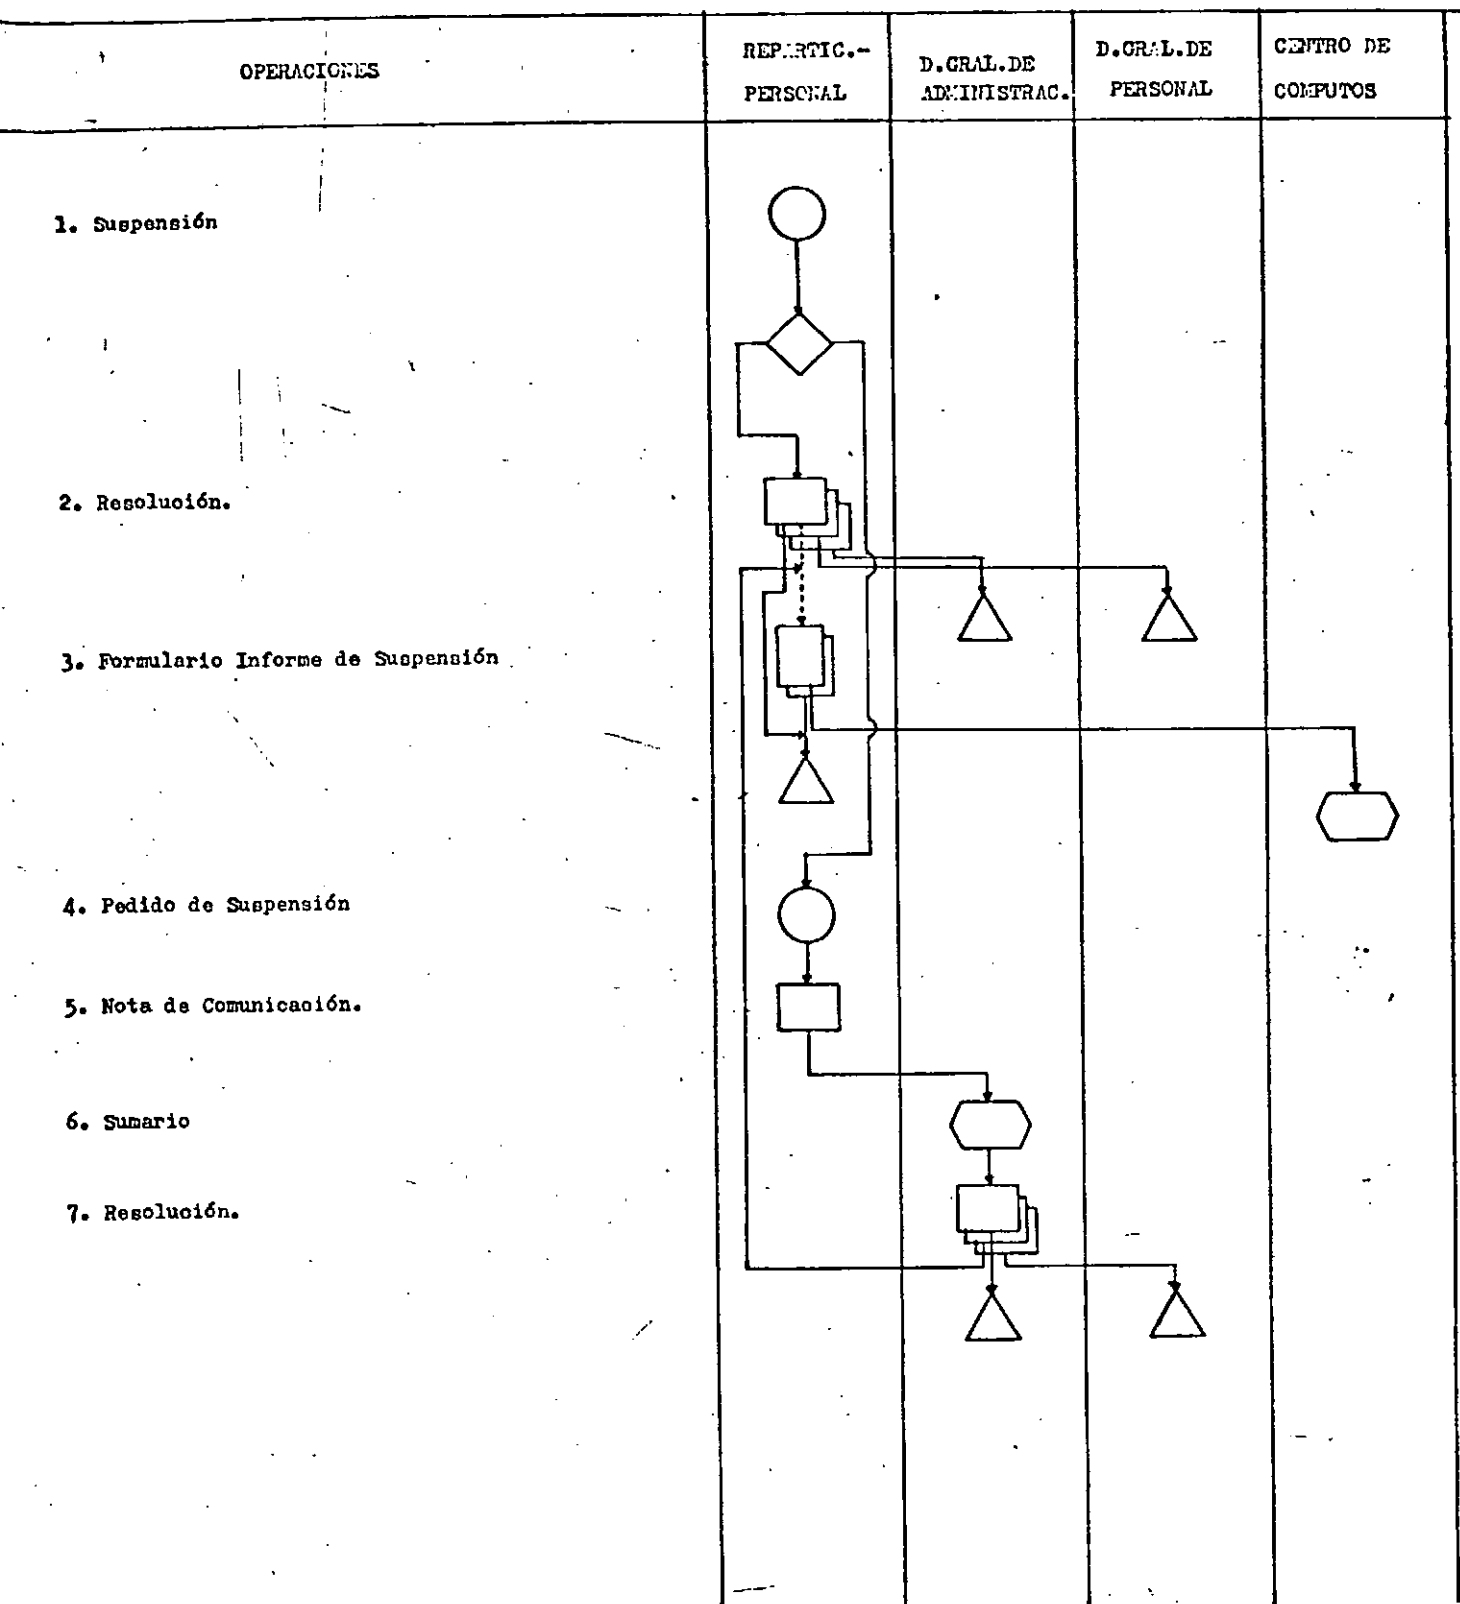 OPERACIONES
REPARTIC.-
PERSONAL
D.GRAL.DE
ADMINISTRAC.
D.GRAL.DE
PERSONAL
CENTRO DE
COMPUTOS
1. Suspensión
2. Resolución.
3. Formulario Informe de Suspensión
4. Pedido de Suspensión
5. Nota de Comunicación.
6. Sumario
7. Resolución.